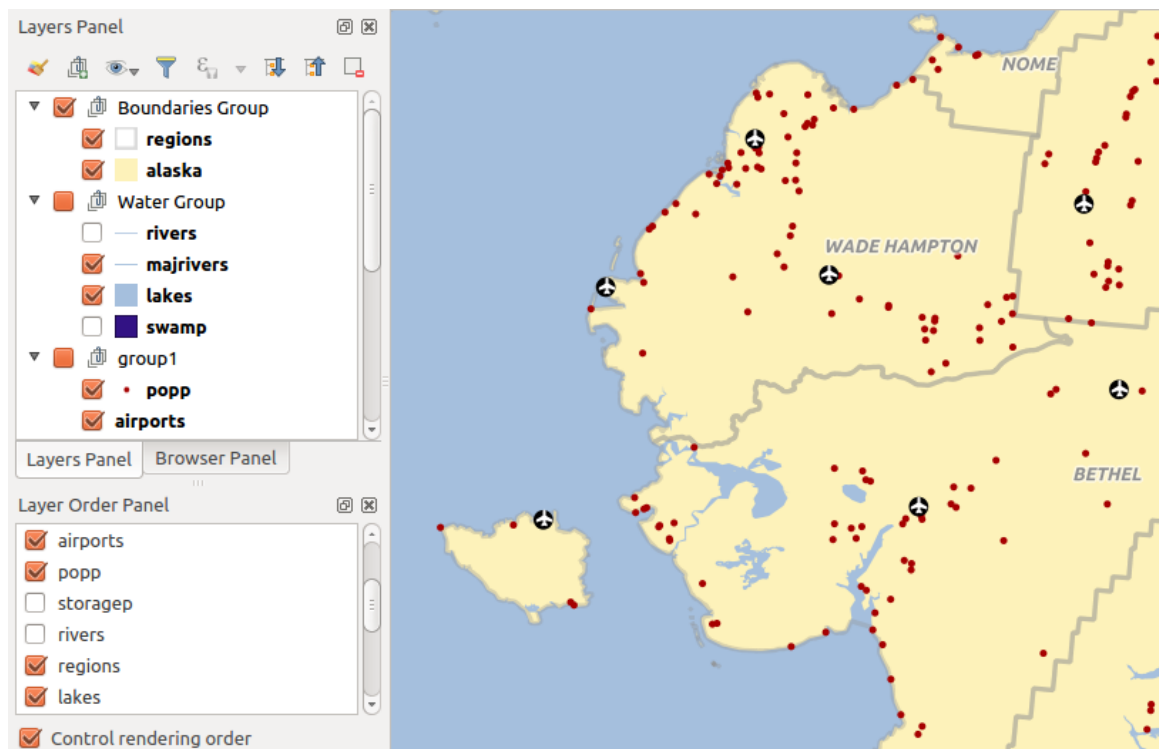 Layers Panel
Boundaries Group
regions
alaska
Water Group
rivers
majrivers
lakes
swamp
group1
popp
airports
Layers Panel
Browser Panel
Layer Order Panel
airports
popp
storagep
rivers
regions
lakes
Control rendering order
NOME
WADE HAMPTON
BETHEL